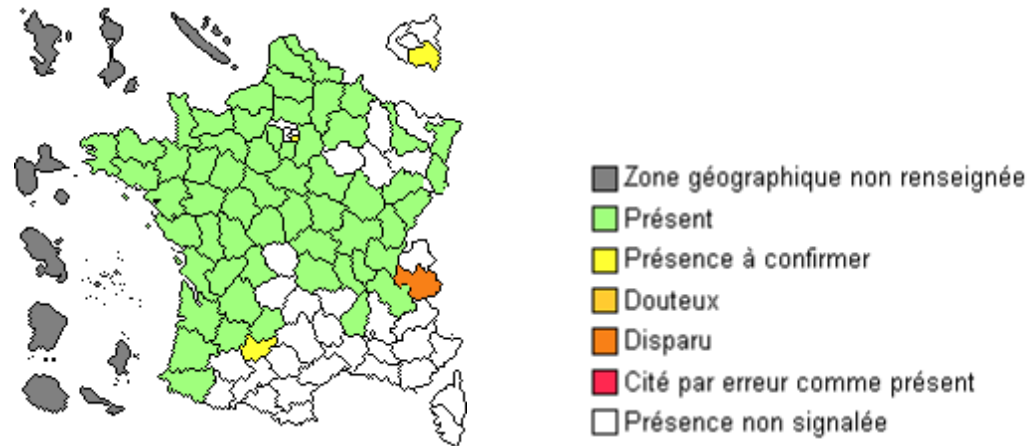 Zone géographique non renseignée
Présent
Présence à confirmer
Douteux
Disparu
Cité par erreur comme présent
Présence non signalée